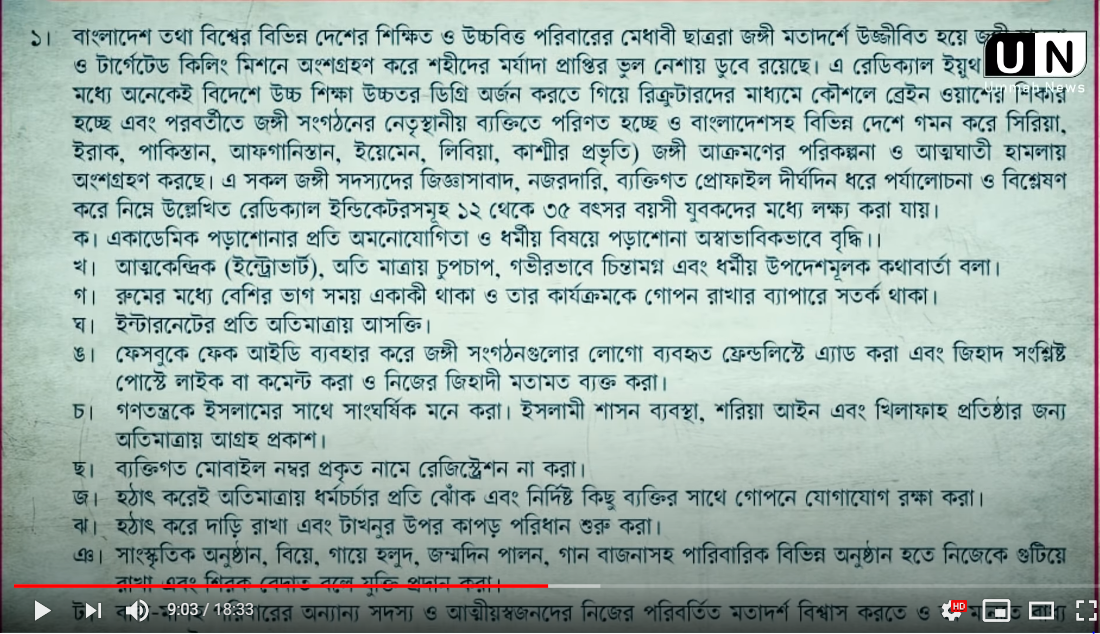 ১। বাংলাদেশ তথা বিশ্বের বিভিন্ন দেশের শিক্ষিত ও উচ্চবিত্ত পরিবারের মেধাবী ছাত্ররা জঙ্গী মতাদর্শে উজ্জীবিত হয়ে
ও টার্গেটেড কিলিং মিশনে অংশগ্রহণ করে শহীদের মর্যাদা প্রাপ্তির ভুল নেশায় ডুবে রয়েছে। এ রেডিক্যাল ইয়ুথ
মধ্যে অনেকেই বিদেশে উচ্চ শিক্ষা উচ্চতর ডিগ্রি অর্জন করতে গিয়ে রিক্রুটারদের মাধ্যমে কৌশলে ব্রেইন ওয়াশের শিকার
হচ্ছে এবং পরবর্তীতে জঙ্গী সংগঠনের নেতৃস্থানীয় ব্যক্তিতে পরিণত হচ্ছে ও বাংলাদেশসহ বিভিন্ন দেশে গমন করে সিরিয়া,
ইরাক, পাকিস্তান, আফগানিস্তান, ইয়েমেন, লিবিয়া, কাশ্মীর প্রভৃতি) জঙ্গী আক্রমণের পরিকল্পনা ও আত্মঘাতী হামলায়
অংশগ্রহণ করছে। এ সকল জঙ্গী সদস্যদের জিজ্ঞাসাবাদ, নজরদারি, ব্যক্তিগত প্রোফাইল দীর্ঘদিন ধরে পর্যালোচনা ও বিশ্লেষণ
করে নিম্নে উল্লেখিত রেডিক্যাল ইন্ডিকেটরসমূহ ১২ থেকে ৩৫ বৎসর বয়সী যুবকদের মধ্যে লক্ষ্য করা যায়।
ক। একাডেমিক পড়াশোনার প্রতি অমনোযোগিতা ও ধর্মীয় বিষয়ে পড়াশোনা অস্বাভাবিকভাবে বৃদ্ধি।।
খ। আত্মকেন্দ্রিক (ইন্ট্রোভার্ট), অতি মাত্রায় চুপচাপ, গভীরভাবে চিন্তামগ্ন এবং ধর্মীয় উপদেশমূলক কথাবার্তা বলা।
গ। রুমের মধ্যে বেশির ভাগ সময় একাকী থাকা ও তার কার্যক্রমকে গোপন রাখার ব্যাপারে সতর্ক থাকা।
ঘ। ইন্টারনেটের প্রতি অতিমাত্রায় আসক্তি।
ঙ। ফেসবুকে ফেক আইডি ব্যবহার করে জঙ্গী সংগঠনগুলোর লোগো ব্যবহৃত ফ্রেন্ডলিস্টে এ্যাড করা এবং জিহাদ সংশ্লিষ্ট
পোস্টে লাইক বা কমেন্ট করা ও নিজের জিহাদী মতামত ব্যক্ত করা।
চ। গণতন্ত্রকে ইসলামের সাথে সাংঘর্ষিক মনে করা। ইসলামী শাসন ব্যবস্থা, শরিয়া আইন এবং খিলাফাহ প্রতিষ্ঠার জন্য
অতিমাত্রায় আগ্রহ প্রকাশ।
ছ। ব্যক্তিগত মোবাইল নম্বর প্রকৃত নামে রেজিস্ট্রেশন না করা।
জ। হঠাৎ করেই অতিমাত্রায় ধর্মচর্চার প্রতি ঝোঁক এবং নির্দিষ্ট কিছু ব্যক্তির সাথে গোপনে যোগাযোগ রক্ষা করা।
ঝ। হঠাৎ করে দাড়ি রাখা এবং টাখনুর উপর কাপড় পরিধান শুরু করা।
ঞ। সাংস্কৃতিক অনুষ্ঠান, বিয়ে, গায়ে হলুদ, জন্মদিন পালন, গান বাজনাসহ পারিবারিক বিভিন্ন অনুষ্ঠান হতে নিজেকে গুটিয়ে
রাখা এবং শিরক বেদাত বলে যুক্তি প্রদান করা।
ট। পরিবারের অন্যান্য সদস্য ও আত্মীয়স্বজনদের নিজের পরিবর্তিত মতাদর্শ বিশ্বাস করতে ও
UN
Ummah News
9:03 / 18:33
HD